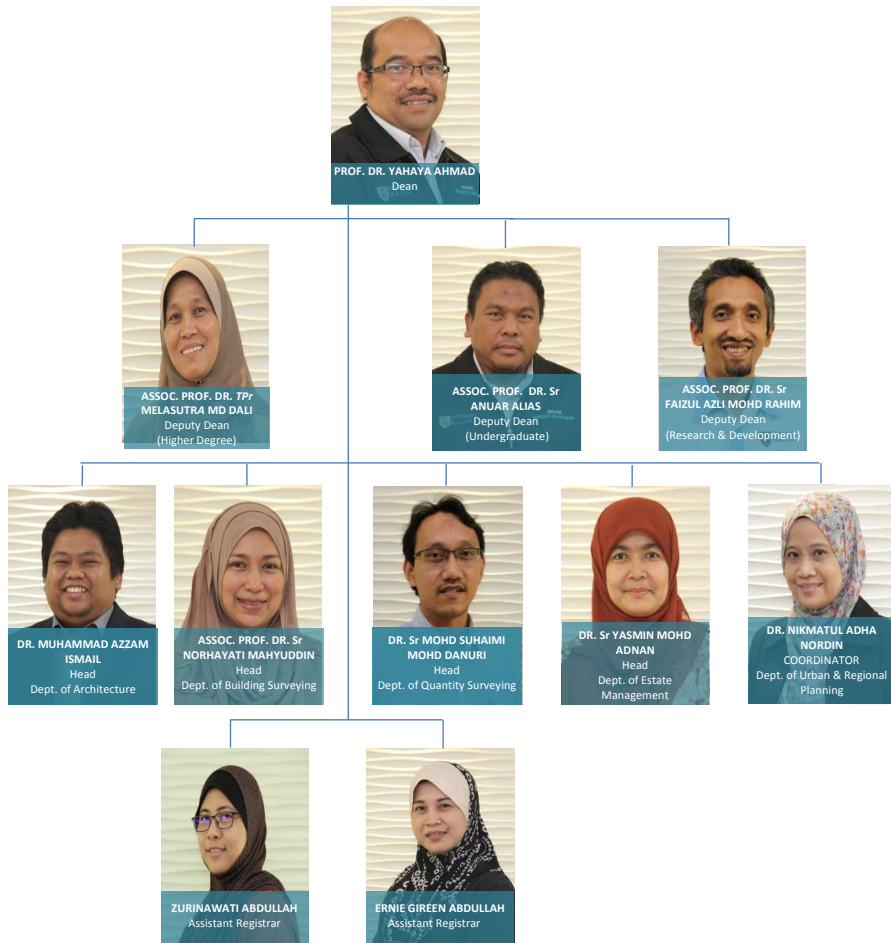 PROF. DR. YAHAYA AHMAD
Dean
ASSOC. PROF. DR. TPr
MELASUTRA MD DALI
Deputy Dean
(Higher Degree)
ASSOC. PROF. DR. Sr
ANUAR ALIAS
Deputy Dean
(Undergraduate)
ASSOC. PROF. DR. Sr
FAIZUL AZLI MOHD RAHIM
Deputy Dean
(Research & Development)
DR. MUHAMMAD AZZAM
ISMAIL
Head
Dept. of Architecture
ASSOC. PROF. DR. Sr
NORHAYATI MAHYUDDIN
Head
Dept. of Building Surveying
DR. Sr MOHD SUHAIMI
MOHD DANURI
Head
Dept. of Quantity Surveying
DR. Sr YASMIN MOHD
ADNAN
Head
Dept. of Estate
Management
DR. NIKMATUL ADHA
NORDIN
COORDINATOR
Dept. of Urban & Regional
Planning
ZURINAWATI ABDULLAH
Assistant Registrar
ERNIE GIREEN ABDULLAH
Assistant Registrar